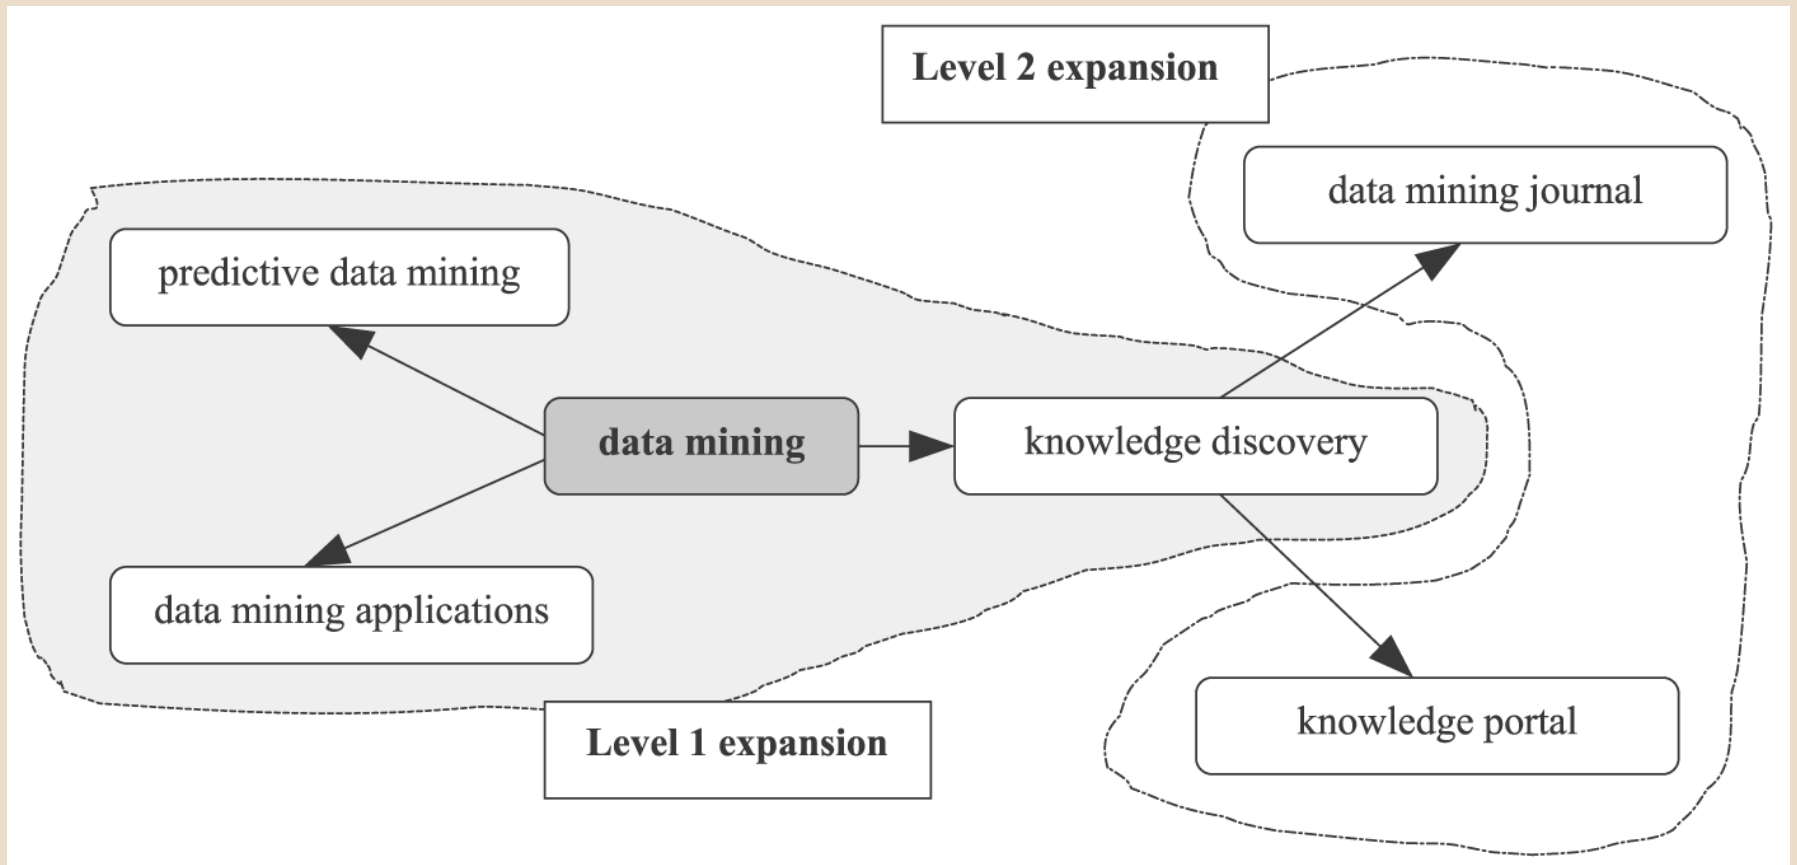 Level 2 expansion
data mining journal
predictive data mining
data mining
knowledge discovery
data mining applications
knowledge portal
Level 1 expansion